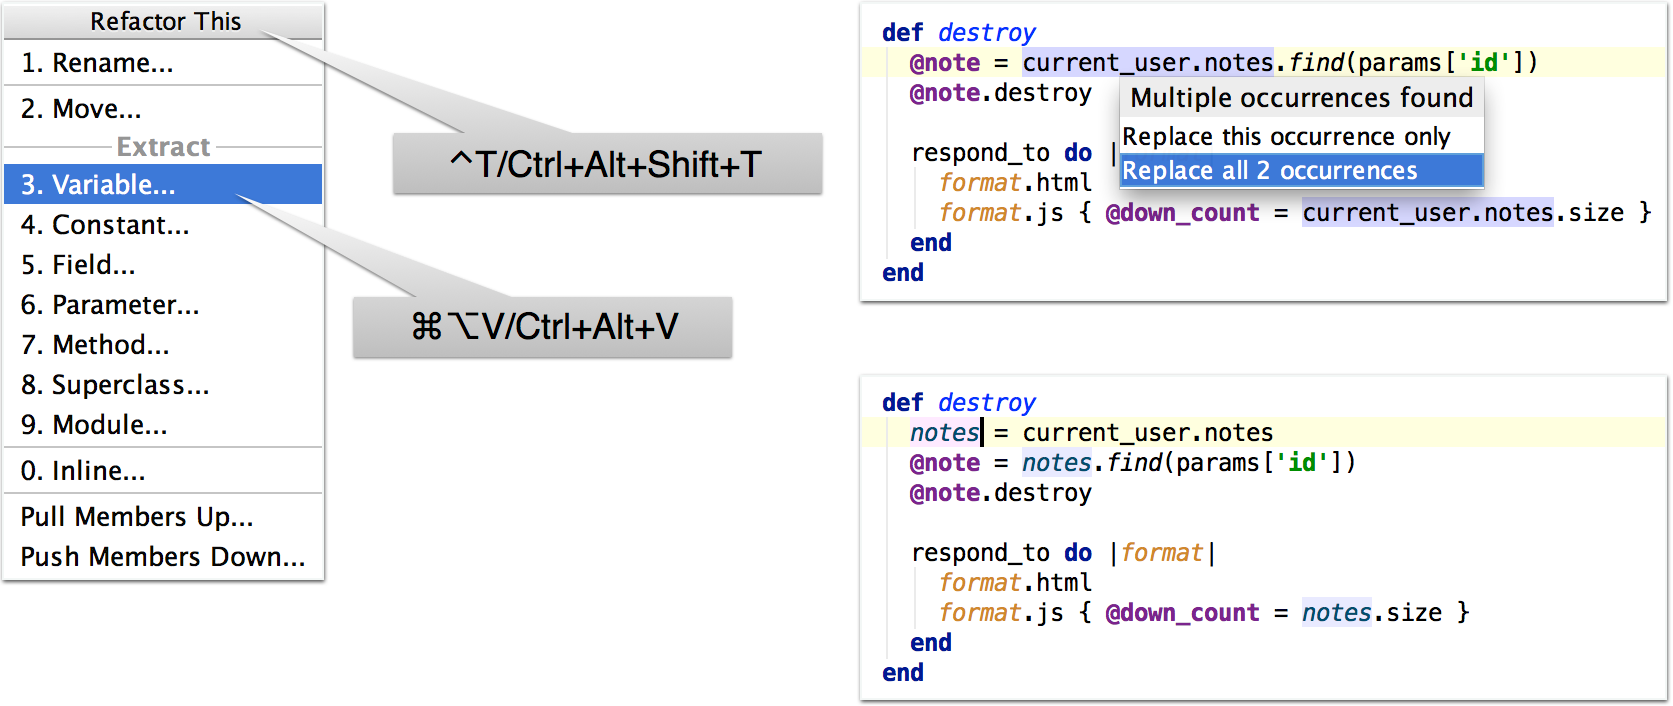 Refactor This
1. Rename...
2. Move...
Extract
3. Variable...
4. Constant...
5. Field...
6. Parameter...
7. Method...
8. Superclass...
9. Module...
0. Inline...
Pull Members Up...
Push Members Down...
^T/Ctrl+Alt+Shift+T
⌘⌥V/Ctrl+Alt+V
def destroy
@note = current_user.notes.find(params['id'])
@note.destroy
Multiple occurrences found
Replace this occurrence only
Replace all 2 occurrences
respond_to do |
format.html
format.js { @down_count = current_user.notes.size }
end
end
def destroy
notes = current_user.notes
@note = notes.find(params['id'])
@note.destroy
respond_to do |format|
format.html
format.js { @down_count = notes.size }
end
end